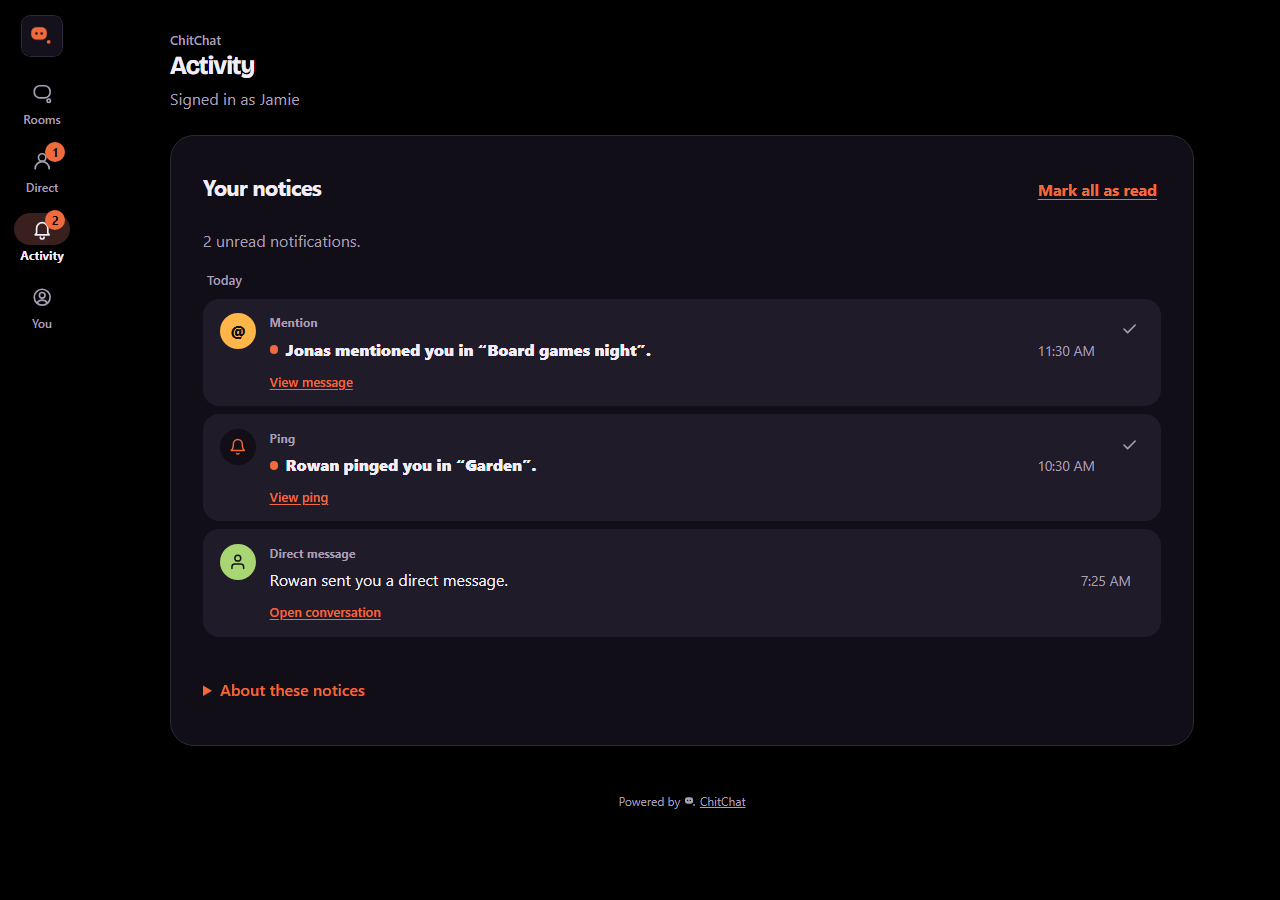 ChitChat
Activity
Signed in as Jamie
Rooms
1
Direct
2
Activity
You
Your notices
Mark all as read
2 unread notifications.
Today
@
Mention
Jonas mentioned you in “Board games night”.
11:30 AM
View message
Ping
Rowan pinged you in “Garden”.
10:30 AM
View ping
Direct message
Rowan sent you a direct message.
7:25 AM
Open conversation
About these notices
Powered by ChitChat